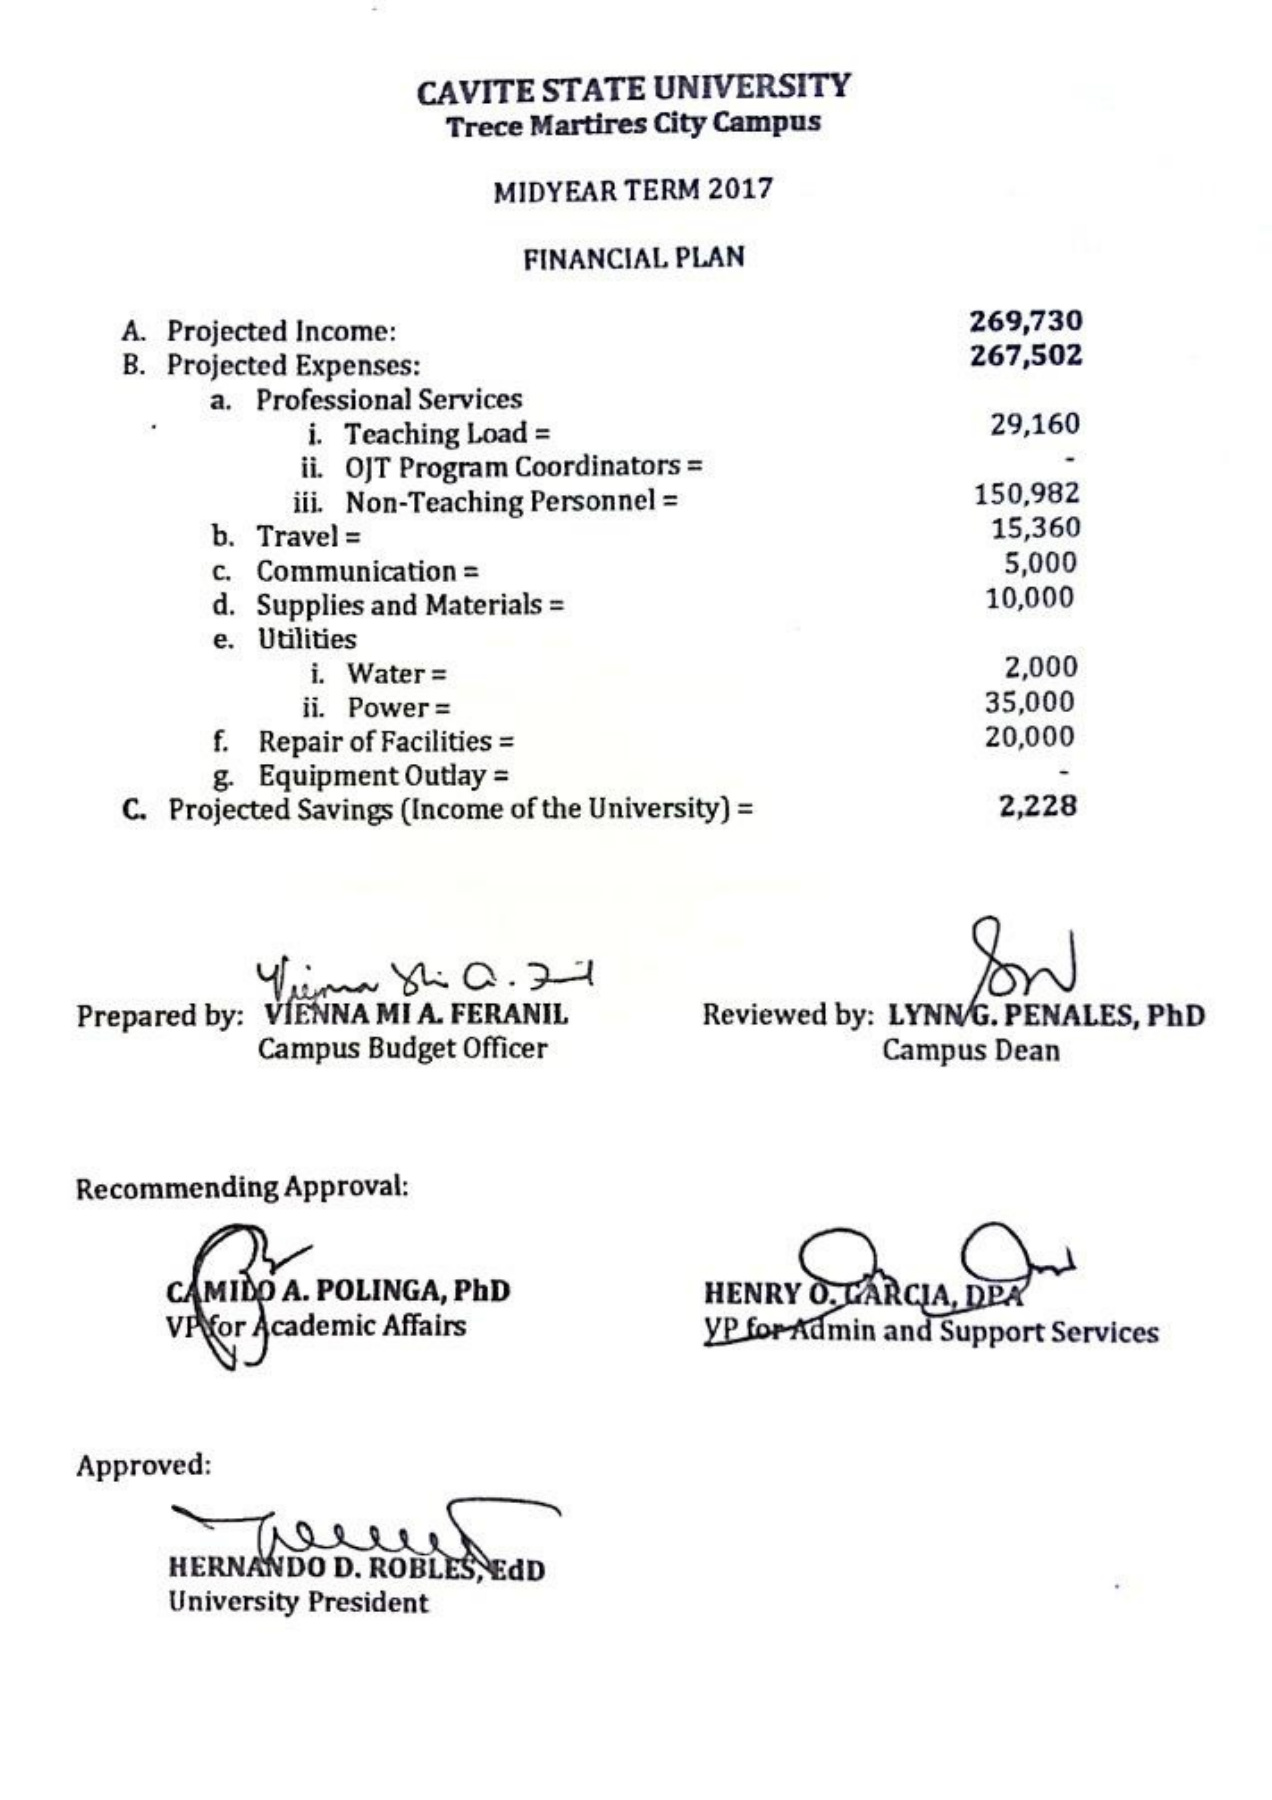 CAVITE STATE UNIVERSITY
Trece Martires City Campus
MIDYEAR TERM 2017
FINANCIAL PLAN
A. Projected Income: 269,730
B. Projected Expenses: 267,502
a. Professional Services
i. Teaching Load = 29,160
ii. OJT Program Coordinators = -
iii. Non-Teaching Personnel = 150,982
b. Travel = 15,360
c. Communication = 5,000
d. Supplies and Materials = 10,000
e. Utilities
i. Water = 2,000
ii. Power = 35,000
f. Repair of Facilities = 20,000
g. Equipment Outlay = -
C. Projected Savings (Income of the University) = 2,228
Prepared by: VIENNA MI A. FERANIL
Campus Budget Officer
Reviewed by: LYNN G. PENALES, PhD
Campus Dean
Recommending Approval:
CAMILO A. POLINGA, PhD
VP for Academic Affairs
HENRY O. GARCIA, DPA
VP for Admin and Support Services
Approved:
HERNANDO D. ROBLES, EdD
University President